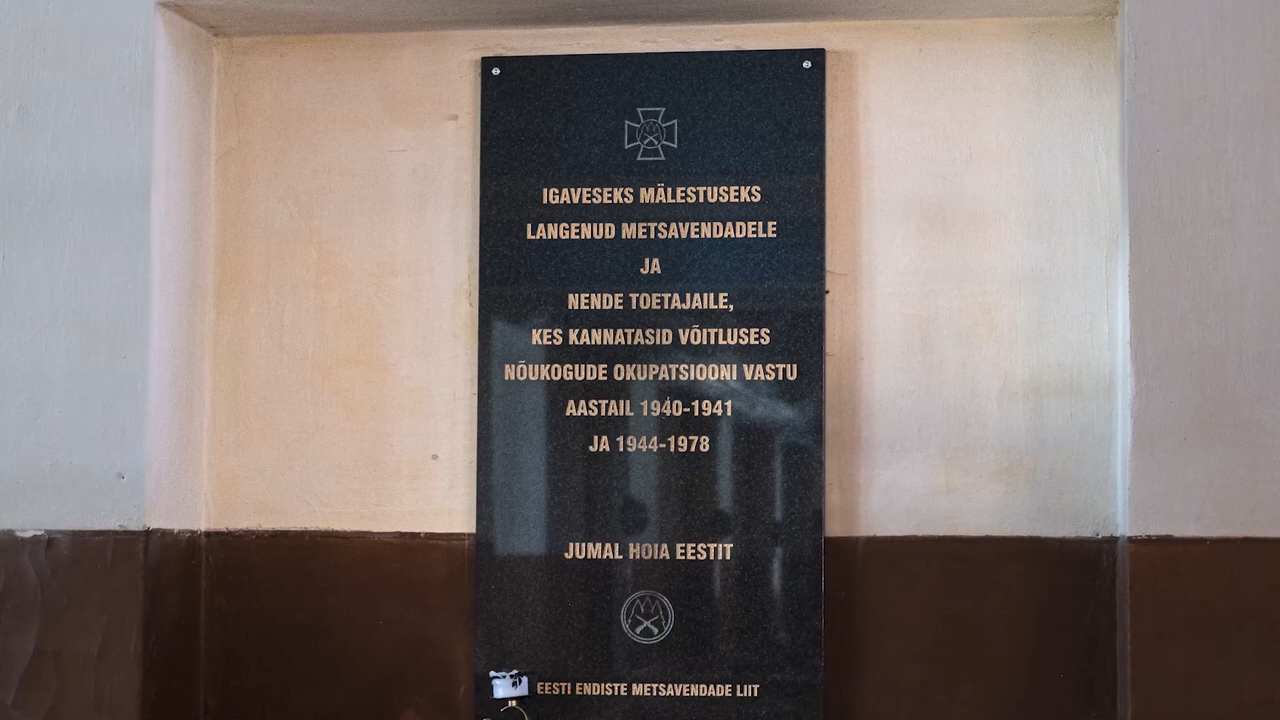 IGAVESEKS MÄLESTUSEKS
LANGENUD METSAVENDADELE
JA
NENDE TOETAJAILE,
KES KANNATASID VÕITLUSES
NÕUKOGUDE OKUPATSIOONI VASTU
AASTAIL 1940-1941
JA 1944-1978
JUMAL HOIA EESTIT
EESTI ENDISTE METSAVENDADE LIIT